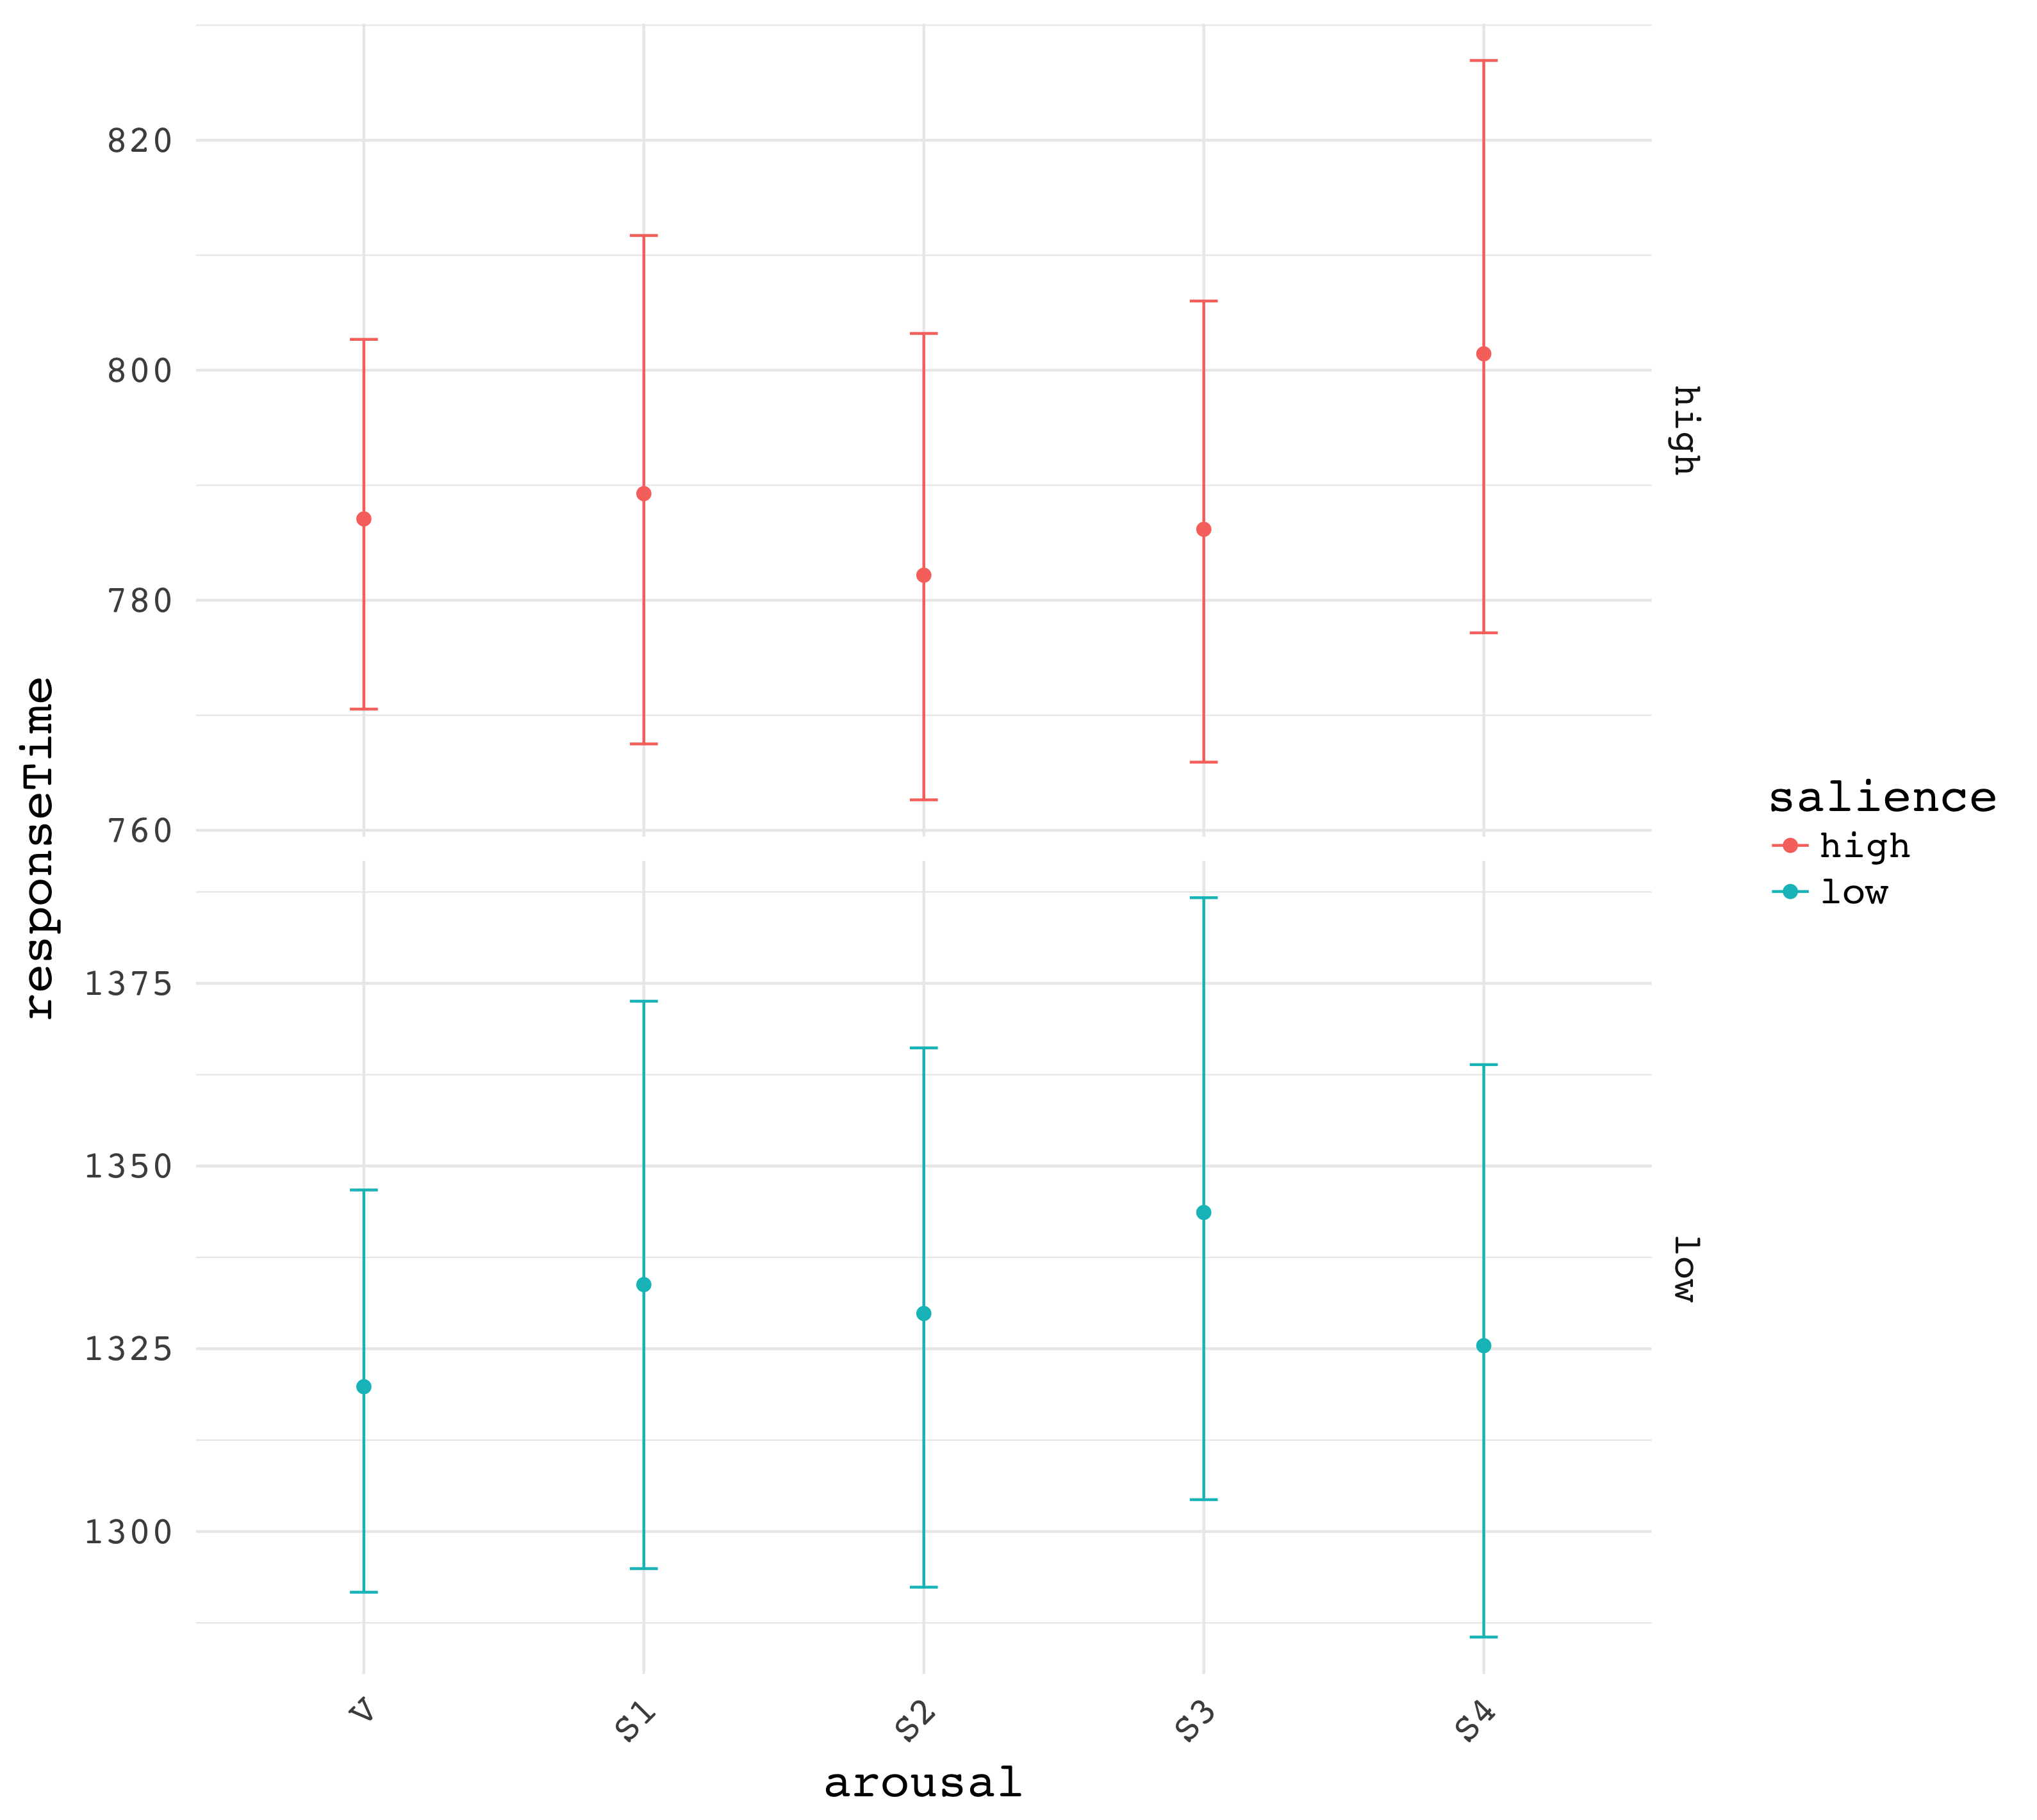 responseTime
820
800
780
760
high
1375
1350
1325
1300
low
V
S1
S2
S3
S4
arousal
salience
high
low